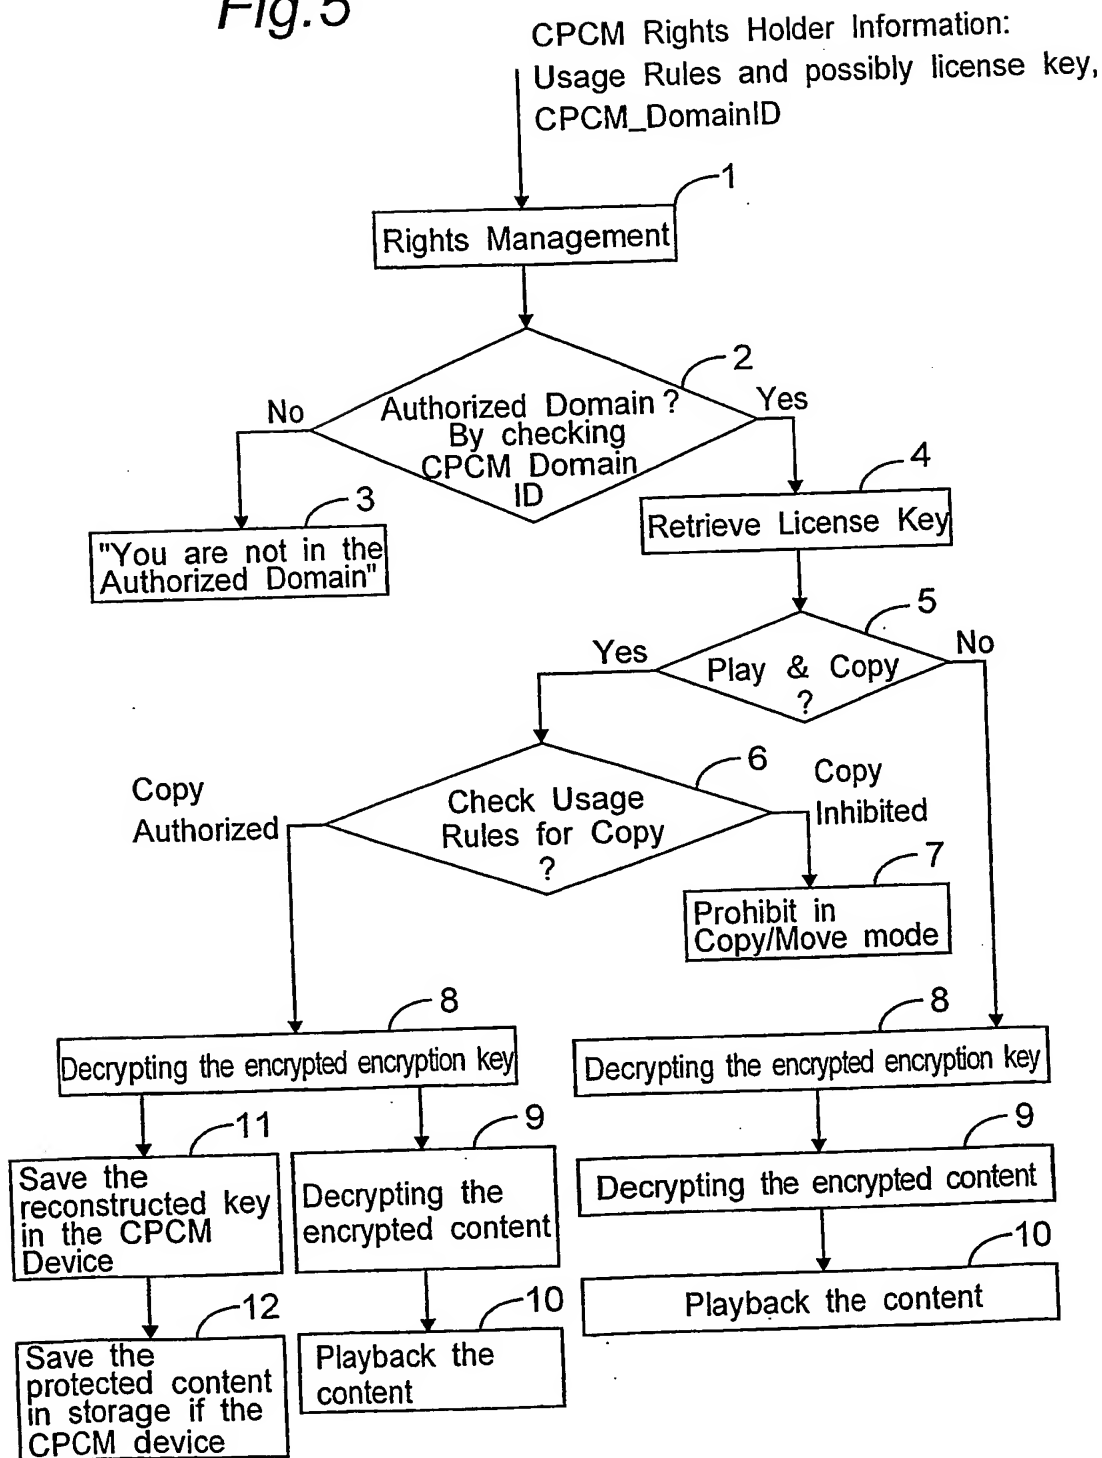 Fig.5
CPCM Rights Holder Information:
Usage Rules and possibly license key,
CPCM_DomainID
1
Rights Management
2
No
Authorized Domain ?
Yes
By checking
CPCM Domain
ID
3
"You are not in the
Authorized Domain"
4
Retrieve License Key
5
Yes
Play & Copy
?
No
6
Copy
Authorized
Check Usage
Rules for Copy
?
Copy
Inhibited
7
Prohibit in
Copy/Move mode
8
Decrypting the encrypted encryption key
8
Decrypting the encrypted encryption key
11
Save the
reconstructed key
in the CPCM
Device
9
Decrypting the
encrypted content
9
Decrypting the encrypted content
12
Save the
protected content
in storage if the
CPCM device
10
Playback the
content
10
Playback the content